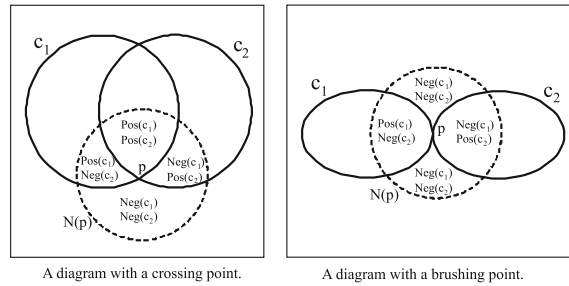 c₁
c₂
Pos(c₁)
Pos(c₂)
Pos(c₁)
Neg(c₂)
p
Neg(c₁)
Pos(c₂)
Neg(c₁)
Neg(c₂)
N(p)
A diagram with a crossing point.
c₁
c₂
Neg(c₁)
Neg(c₂)
Pos(c₁)
Neg(c₂)
p
Neg(c₁)
Pos(c₂)
Neg(c₁)
Neg(c₂)
N(p)
A diagram with a brushing point.